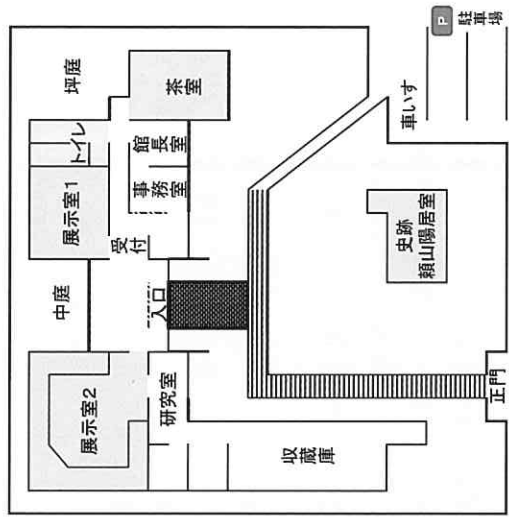 坪庭
茶室
トイレ
館長室
事務室
展示室1
受付
中庭
入口
展示室2
研究室
収蔵庫
史跡
頼山陽居室
正門
車いす
P
駐車場